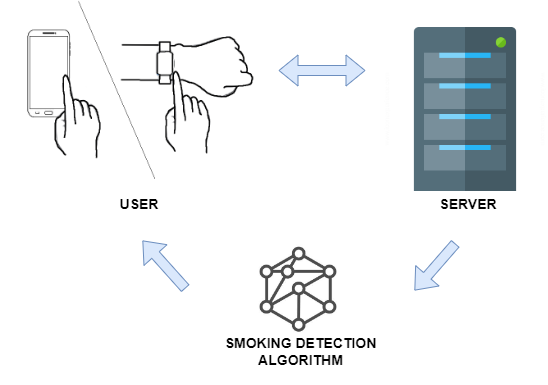 USER
SERVER
SMOKING DETECTION
ALGORITHM